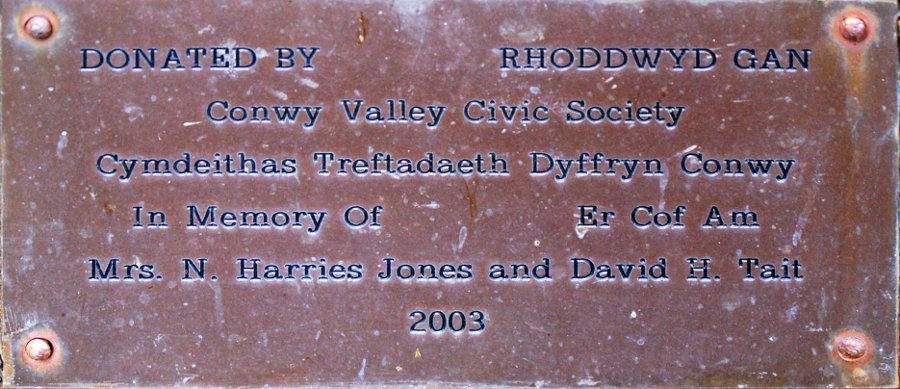 DONATED BY RHODDWYD GAN
Conwy Valley Civic Society
Cymdeithas Treftadaeth Dyffryn Conwy
In Memory Of Er Cof Am
Mrs. N. Harries Jones and David H. Tait
2003